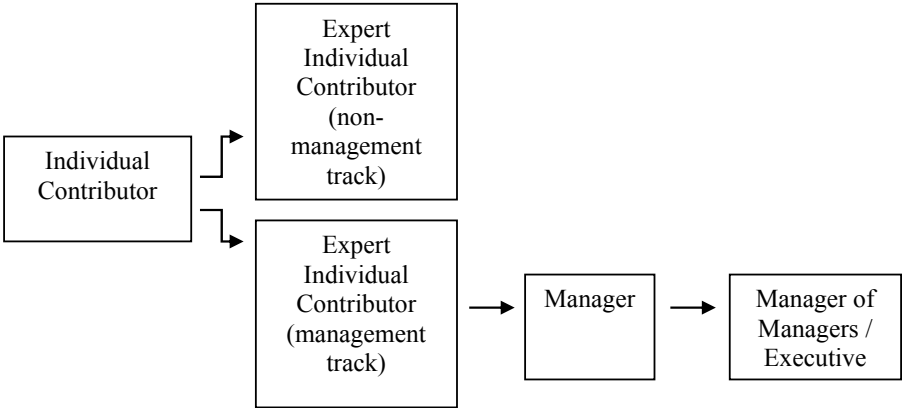 Individual
Contributor
Expert
Individual
Contributor
(non-
management
track)
Expert
Individual
Contributor
(management
track)
Manager
Manager of
Managers /
Executive